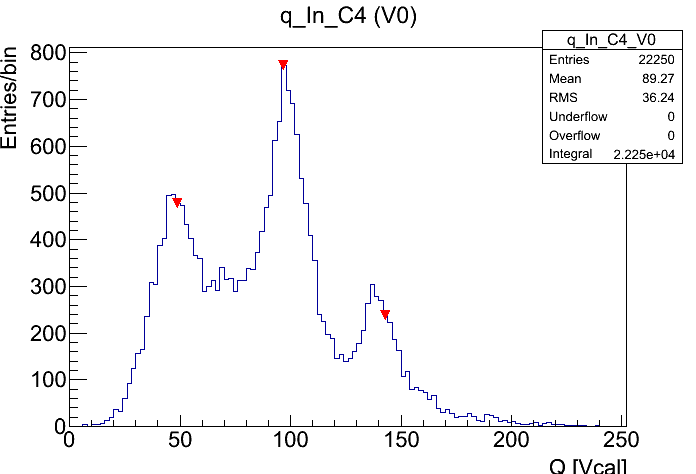 q_In_C4 (V0)
q_In_C4_V0
Entries 22250
Mean 89.27
RMS 36.24
Underflow 0
Overflow 0
Integral 2.225e+04
Entries/bin
800
700
600
500
400
300
200
100
0
0 50 100 150 200 250
Q [Vcal]